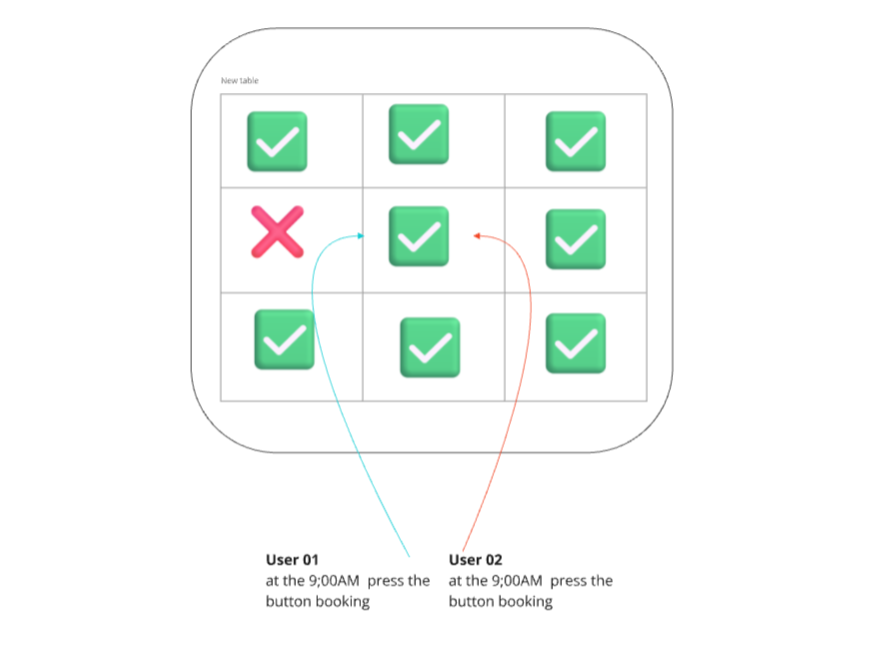 New table
User 01
at the 9;00AM  press the
button booking
User 02
at the 9;00AM  press the
button booking